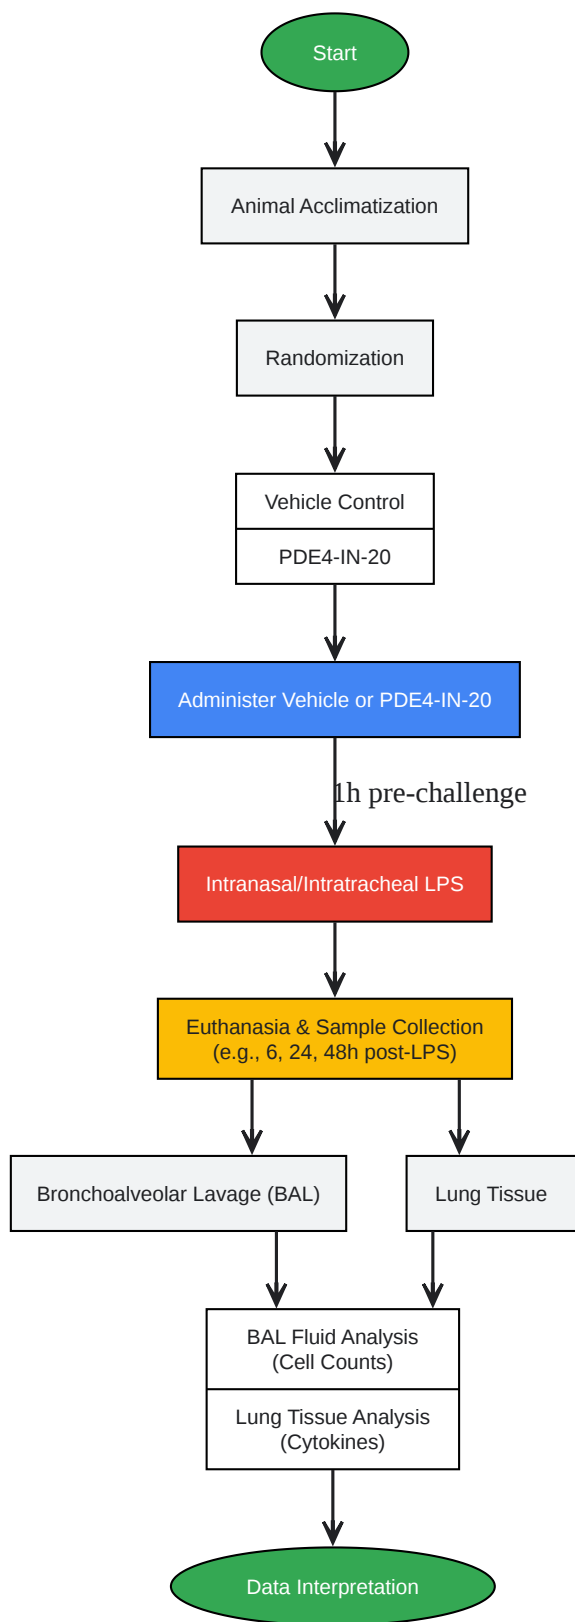 Start
Animal Acclimatization
Randomization
Vehicle Control
PDE4-IN-20
Administer Vehicle or PDE4-IN-20
1h pre-challenge
Intranasal/Intratracheal LPS
Euthanasia & Sample Collection
(e.g., 6, 24, 48h post-LPS)
Bronchoalveolar Lavage (BAL)
Lung Tissue
BAL Fluid Analysis
(Cell Counts)
Lung Tissue Analysis
(Cytokines)
Data Interpretation